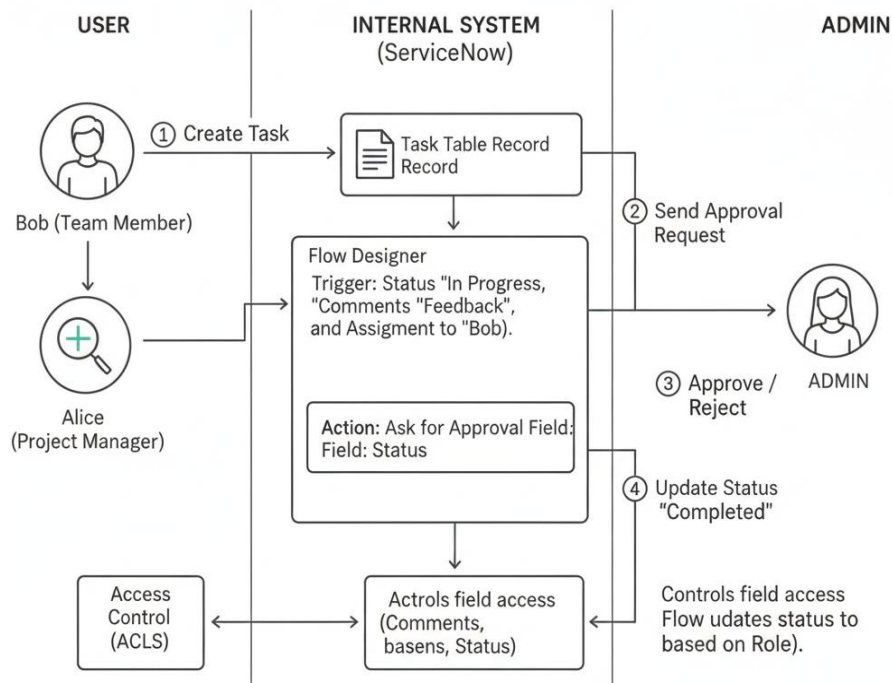 USER
INTERNAL SYSTEM
(ServiceNow)
ADMIN
① Create Task
Bob (Team Member)
Alice
(Project Manager)
Task Table Record
Record
② Send Approval
Request
Flow Designer
Trigger: Status "In Progress,
"Comments "Feedback",
and Assigment to "Bob).
Action: Ask for Approval Field:
Field: Status
ADMIN
③ Approve /
Reject
④ Update Status
"Completed"
Access
Control
(ACLS)
Actrols field access
(Comments,
basens, Status)
Controls field access
Flow udates status to
based on Role).